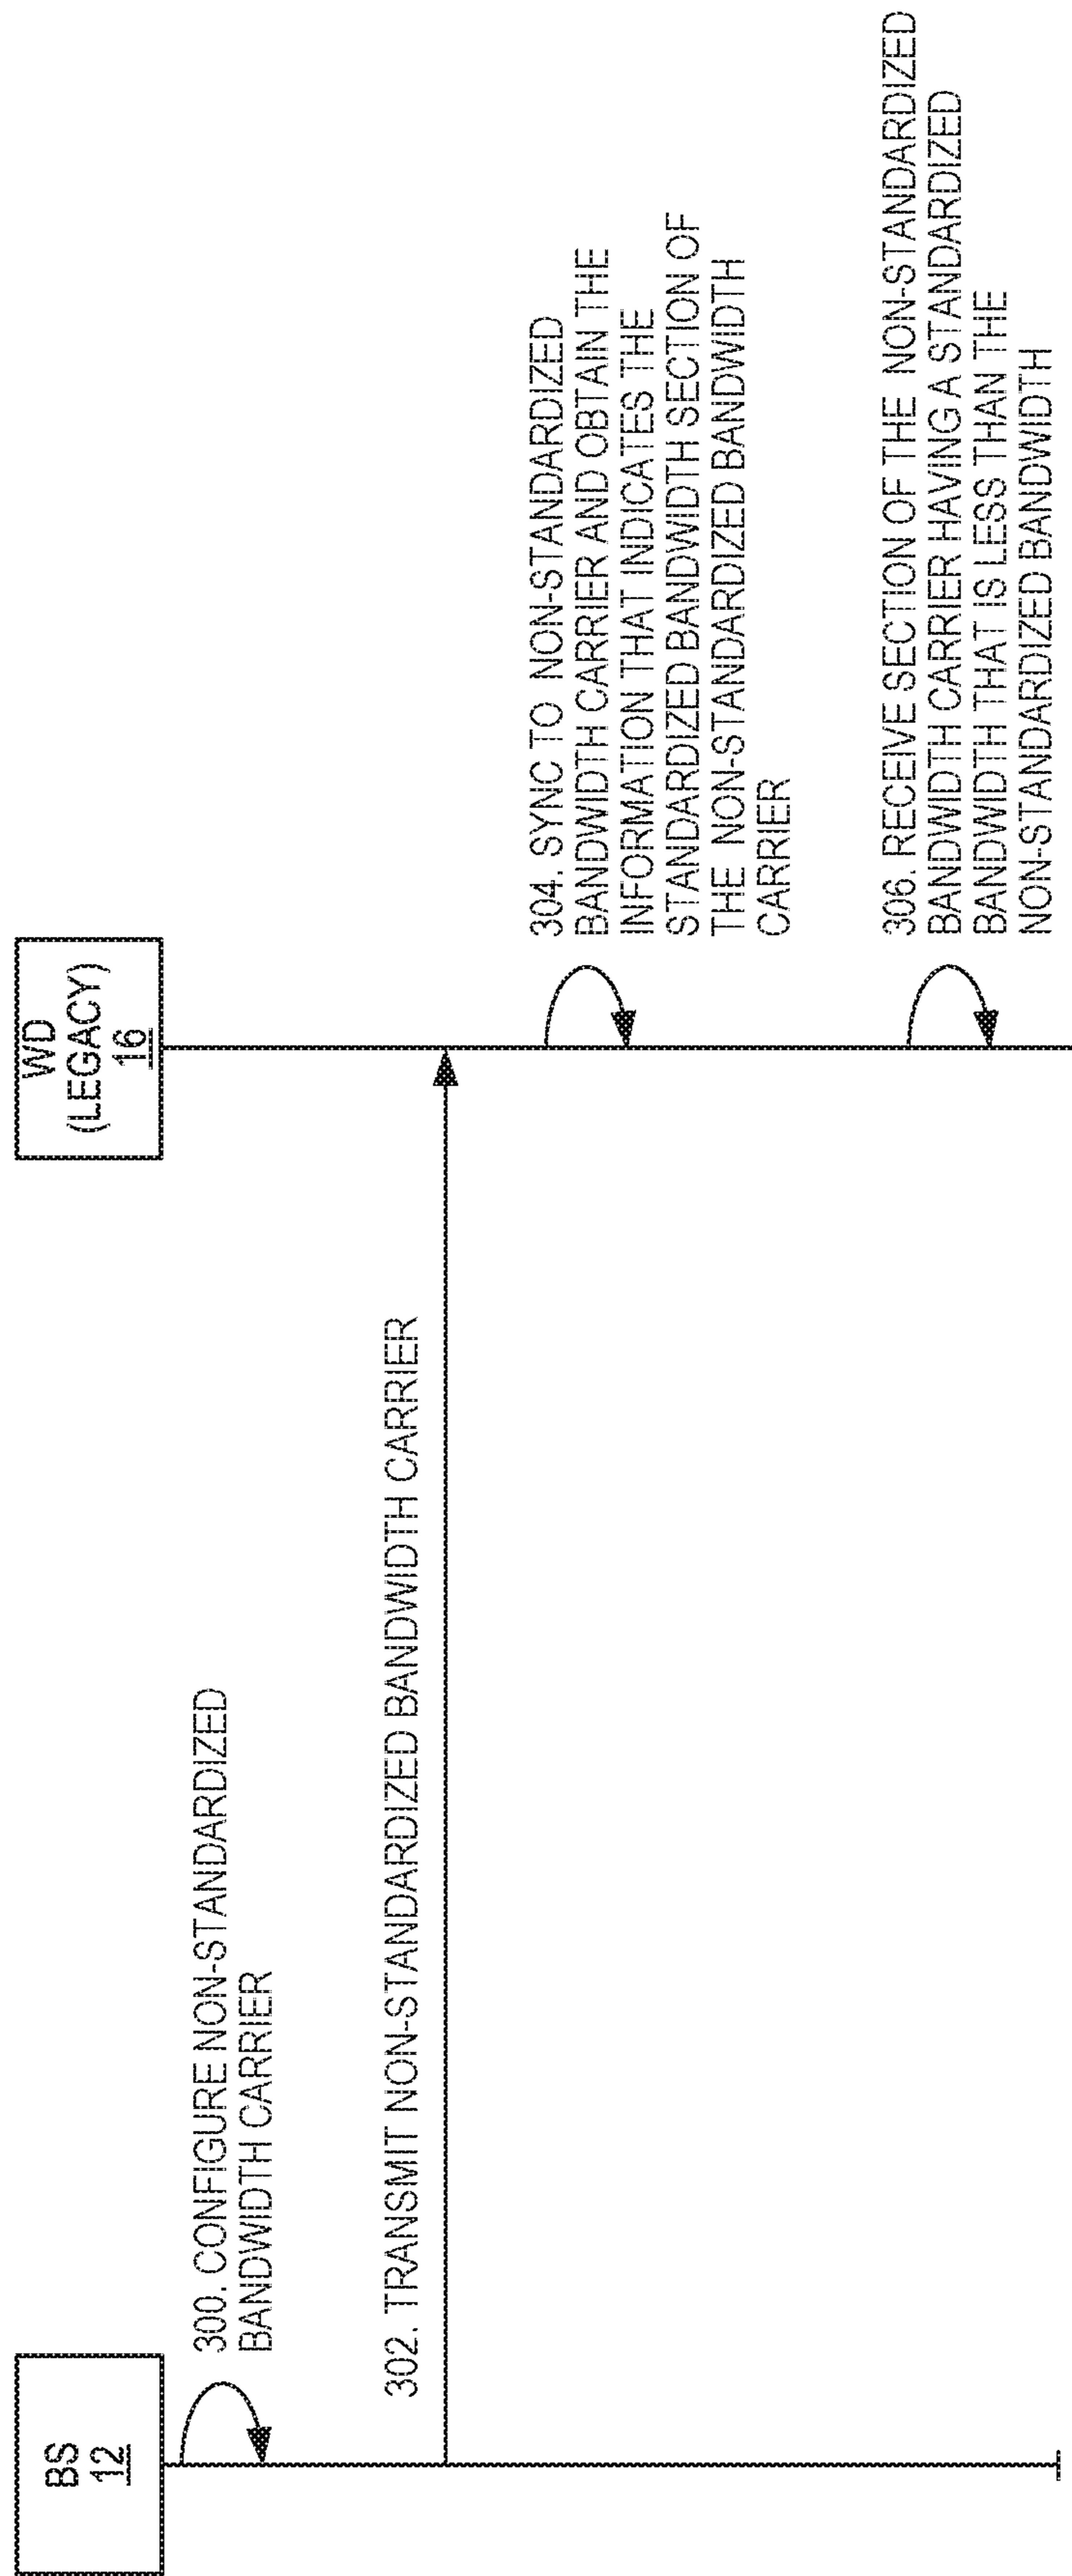 BS
12
WD
(LEGACY)
16
300. CONFIGURE NON-STANDARDIZED
BANDWIDTH CARRIER
302. TRANSMIT NON-STANDARDIZED BANDWIDTH CARRIER
304. SYNC TO NON-STANDARDIZED
BANDWIDTH CARRIER AND OBTAIN THE
INFORMATION THAT INDICATES THE
STANDARDIZED BANDWIDTH SECTION OF
THE NON-STANDARDIZED BANDWIDTH
CARRIER
306. RECEIVE SECTION OF THE NON-STANDARDIZED
BANDWIDTH CARRIER HAVING A STANDARDIZED
BANDWIDTH THAT IS LESS THAN THE
NON-STANDARDIZED BANDWIDTH